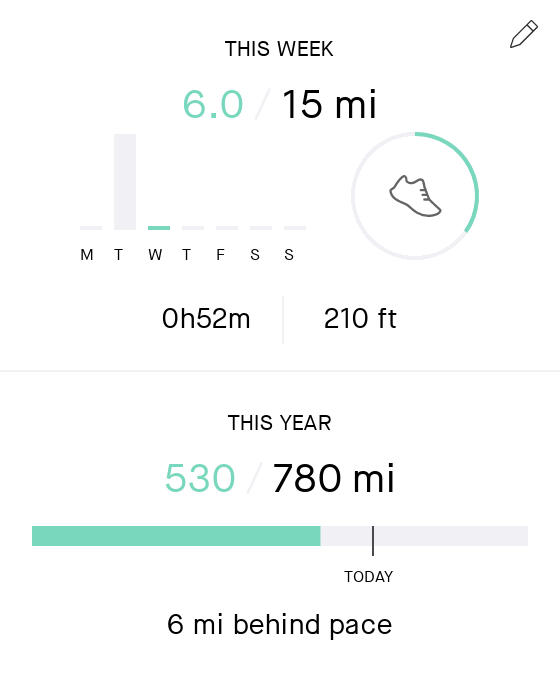 THIS WEEK
6.0 / 15 mi
M T W T F S S
0h52m 210 ft
THIS YEAR
530 / 780 mi
TODAY
6 mi behind pace